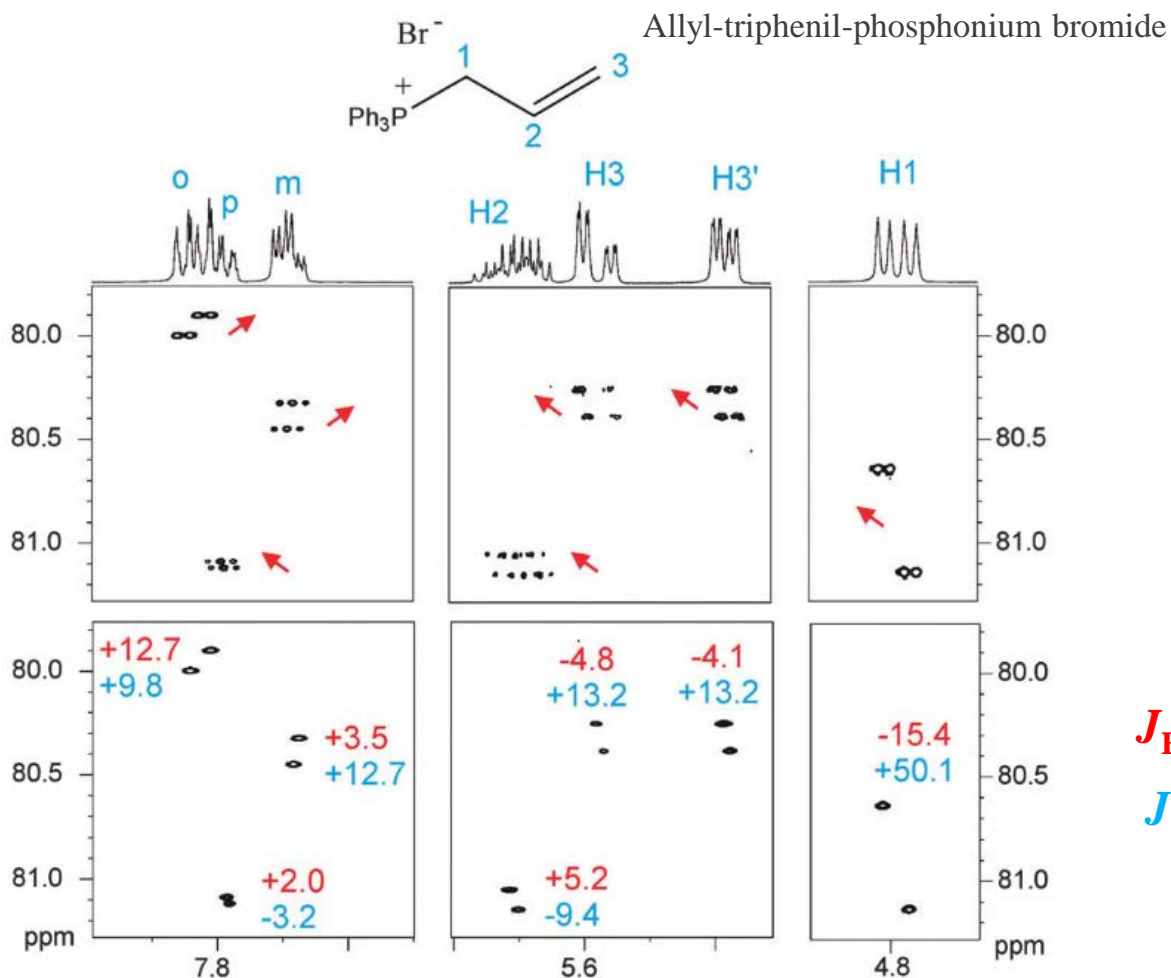 Allyl-triphenil-phosphonium bromide
Br-
1
3
+
Ph3P
2
o
p
m
H2
H3
H3'
H1
80.0
80.5
81.0
80.0
80.5
81.0
+12.7
+9.8
+3.5
+12.7
+2.0
-3.2
-4.8
+13.2
-4.1
+13.2
+5.2
-9.4
-15.4
+50.1
80.0
80.5
81.0
ppm
80.0
80.5
81.0
ppm
7.8
5.6
4.8
J
J